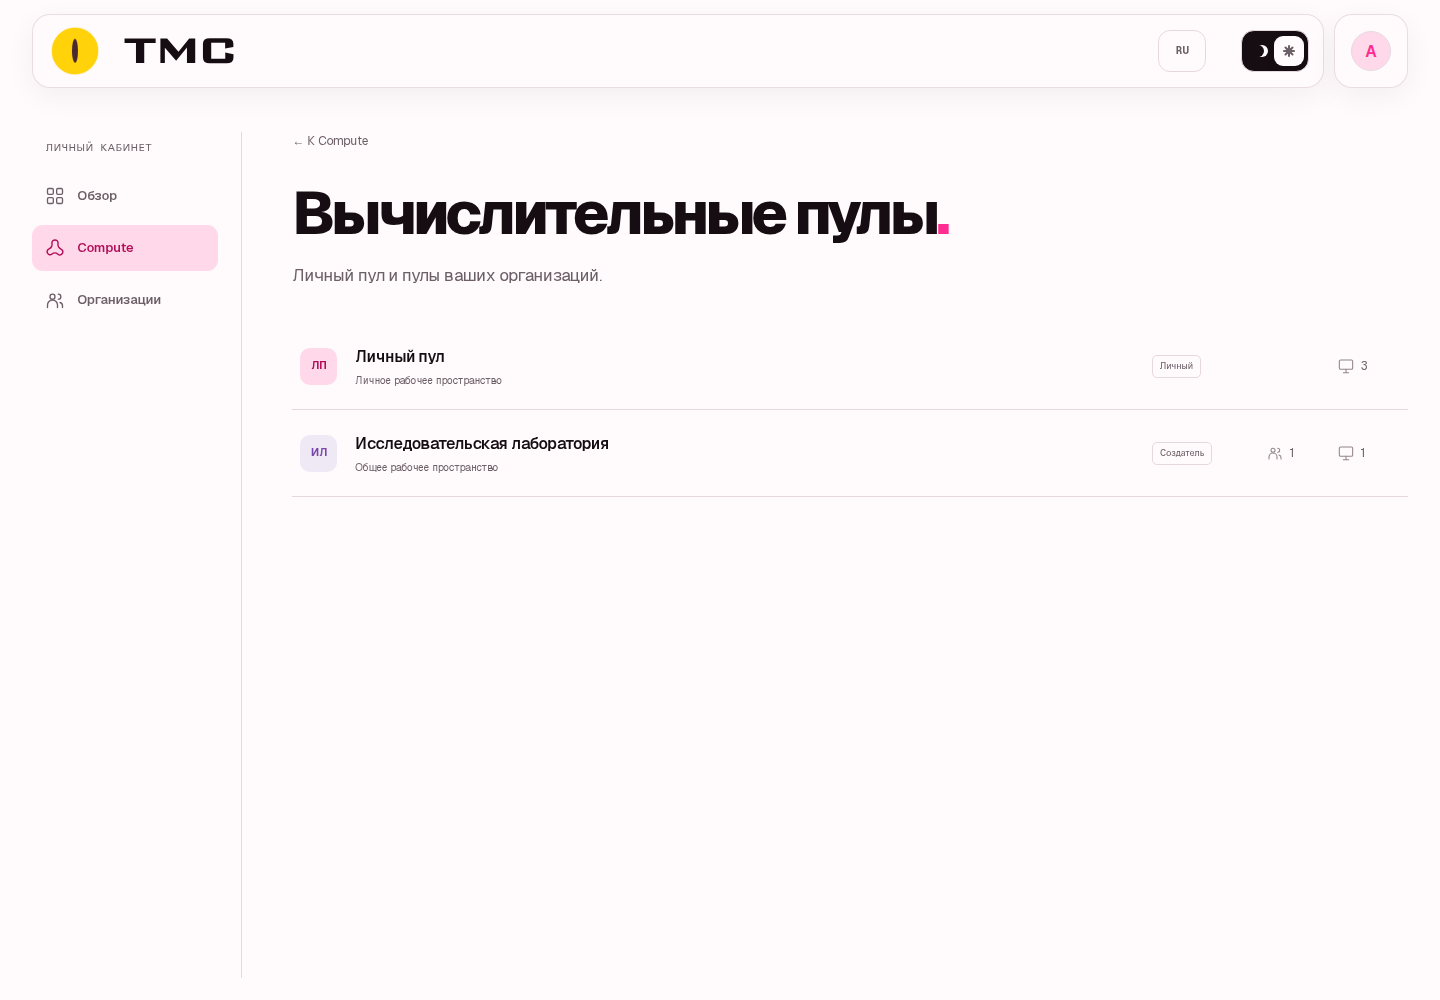 TMC
RU
A
ЛИЧНЫЙ КАБИНЕТ
Обзор
Compute
Организации
← К Compute
Вычислительные пулы.
Личный пул и пулы ваших организаций.
ЛП
Личный пул
Личное рабочее пространство
Личный
3
ИЛ
Исследовательская лаборатория
Общее рабочее пространство
Создатель
1
1